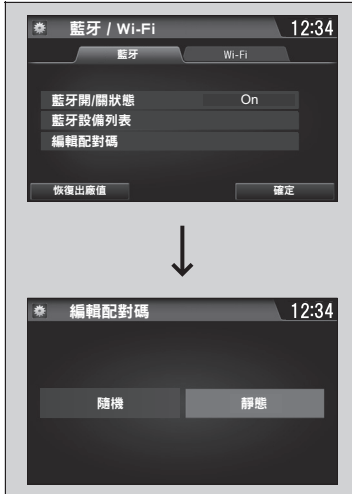 藍牙 / Wi-Fi 12:34
藍牙 Wi-Fi
藍牙開/關狀態 On
藍牙設備列表
編輯配對碼
恢復出廠值 確定
編輯配對碼 12:34
隨機 靜態